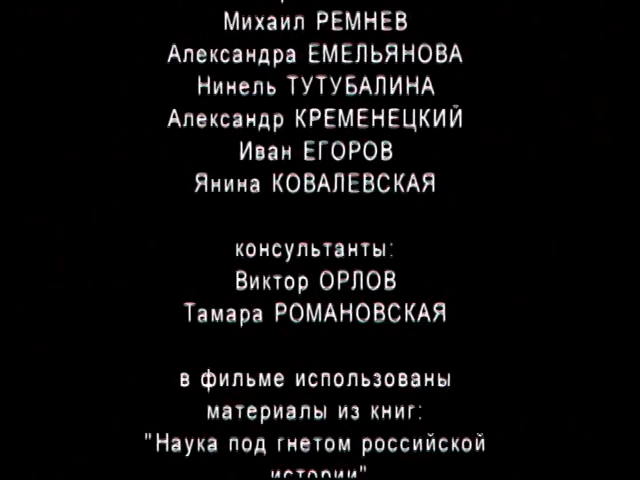 Михаил РЕМНЕВ
Александра ЕМЕЛЬЯНОВА
Нинель ТУТУБАЛИНА
Александр КРЕМЕНЕЦКИЙ
Иван ЕГОРОВ
Янина КОВАЛЕВСКАЯ
консультанты:
Виктор ОРЛОВ
Тамара РОМАНОВСКАЯ
в фильме использованы
материалы из книг:
"Наука под гнетом российской
истории"